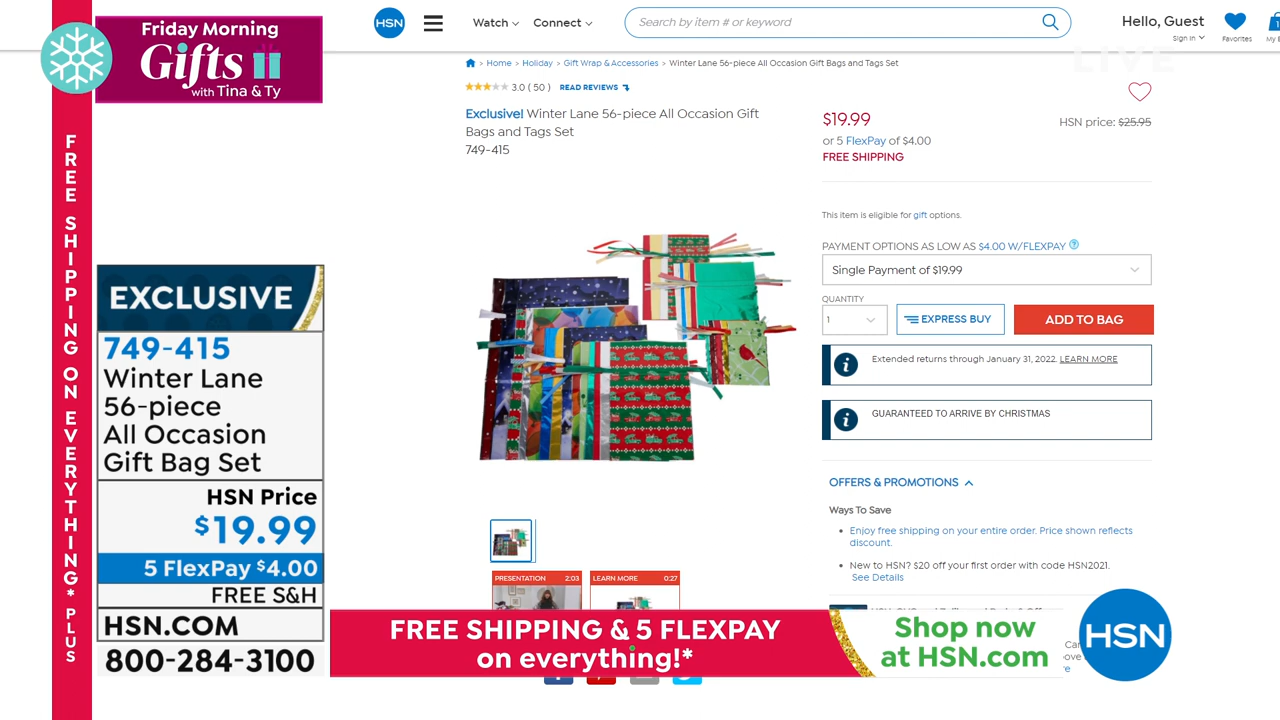 Friday Morning
Gifts
with Tina & Ty
FREE SHIPPING ON EVERYTHING* PLUS
EXCLUSIVE
749-415
Winter Lane
56-piece
All Occasion
Gift Bag Set
HSN Price
$19.99
5 FlexPay $4.00
FREE S&H
HSN.COM
800-284-3100
HSN
Watch
Connect
Search by item # or keyword
Hello, Guest
Sign In
Favorites
My B
1
LIVE
> Home > Holiday > Gift Wrap & Accessories > Winter Lane 56-piece All Occasion Gift Bags and Tags Set
3.0 ( 50 ) READ REVIEWS
Exclusive! Winter Lane 56-piece All Occasion Gift
Bags and Tags Set
749-415
$19.99
HSN price: $25.95
or 5 FlexPay of $4.00
FREE SHIPPING
This item is eligible for gift options.
PAYMENT OPTIONS AS LOW AS $4.00 W/FLEXPAY ?
Single Payment of $19.99
QUANTITY
1
EXPRESS BUY
ADD TO BAG
Extended returns through January 31, 2022. LEARN MORE
GUARANTEED TO ARRIVE BY CHRISTMAS
OFFERS & PROMOTIONS
Ways To Save
• Enjoy free shipping on your entire order. Price shown reflects
discount.
• New to HSN? $20 off your first order with code HSN2021.
See Details
PRESENTATION 2:03
LEARN MORE 0:27
FREE SHIPPING & 5 FLEXPAY
on everything!*
Shop now
at HSN.com
HSN